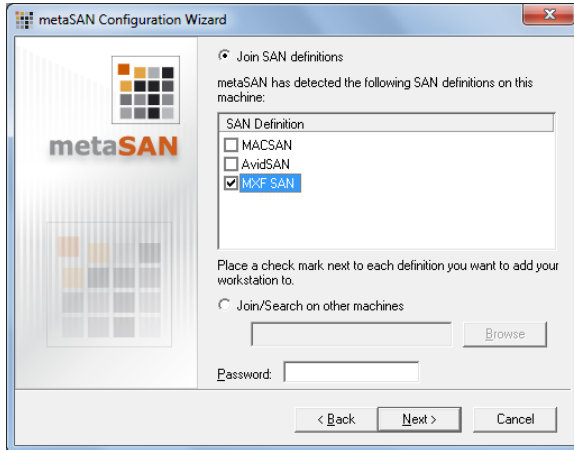 metaSAN Configuration Wizard
metaSAN
Join SAN definitions
metaSAN has detected the following SAN definitions on this
machine:
SAN Definition
MACSAN
AvidSAN
MXF SAN
Place a check mark next to each definition you want to add your
workstation to.
Join/Search on other machines
Browse
Password:
< Back Next > Cancel